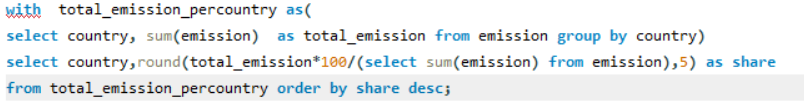 with  total_emission_percountry as(
select country, sum(emission)  as total_emission from emission group by country)
select country,round(total_emission*100/(select sum(emission) from emission),5) as share
from total_emission_percountry order by share desc;